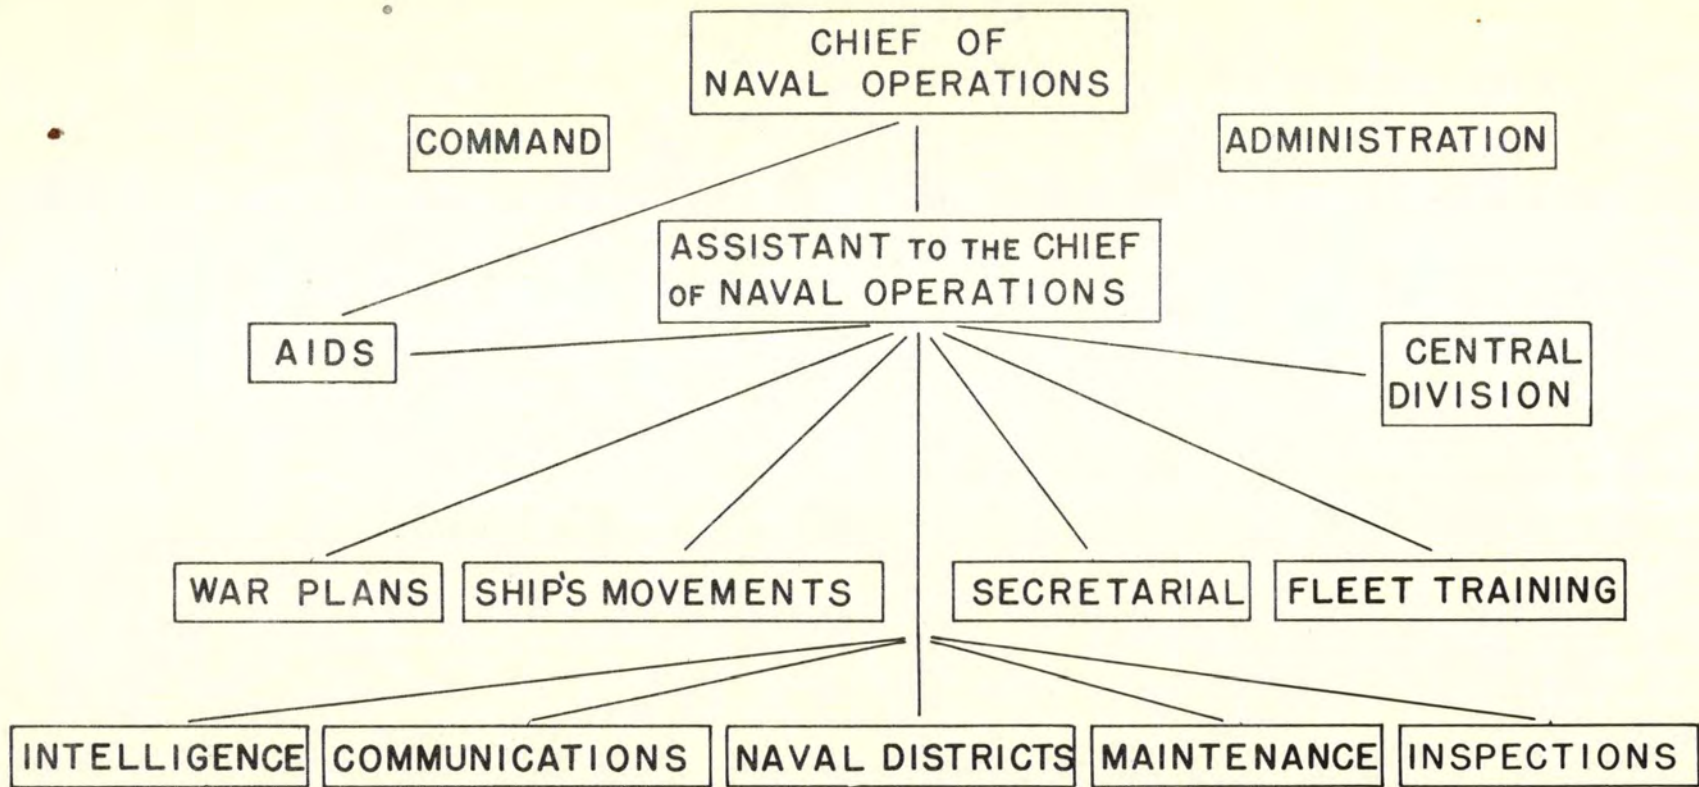 CHIEF OF
NAVAL OPERATIONS
COMMAND
ADMINISTRATION
ASSISTANT TO THE CHIEF
OF NAVAL OPERATIONS
AIDS
CENTRAL
DIVISION
WAR PLANS
SHIP'S MOVEMENTS
SECRETARIAL
FLEET TRAINING
INTELLIGENCE
COMMUNICATIONS
NAVAL DISTRICTS
MAINTENANCE
INSPECTIONS